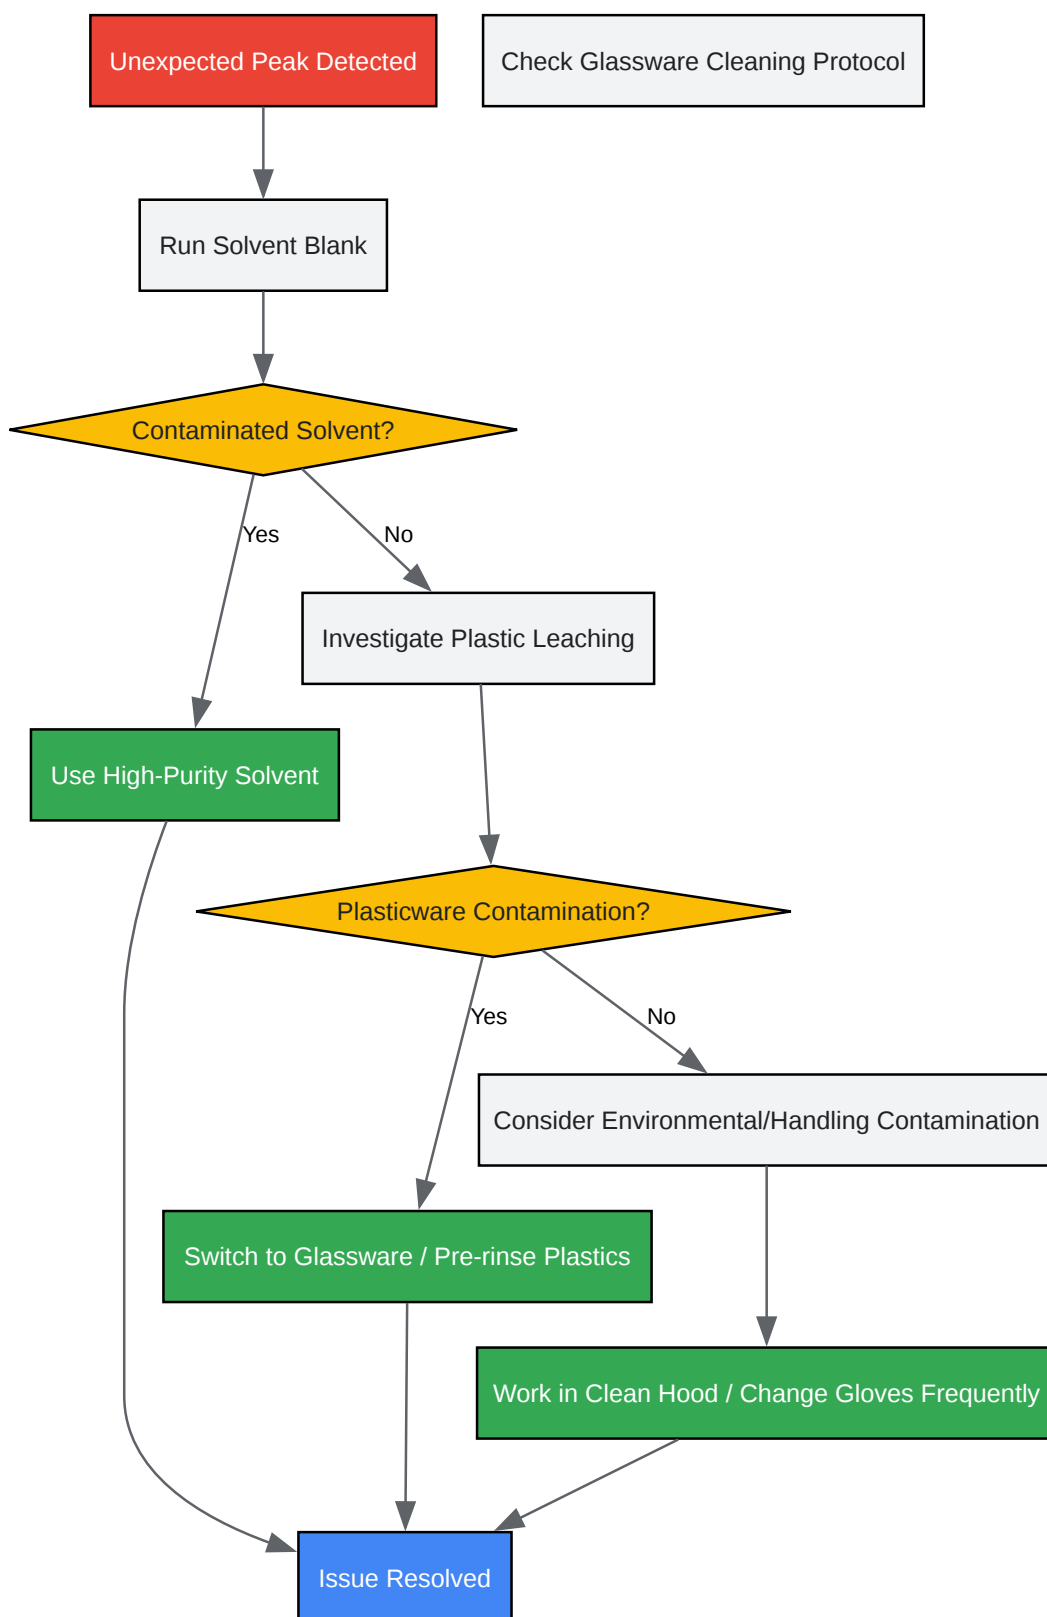 Unexpected Peak Detected
Check Glassware Cleaning Protocol
Run Solvent Blank
Contaminated Solvent?
Yes
No
Investigate Plastic Leaching
Use High-Purity Solvent
Plasticware Contamination?
Yes
No
Consider Environmental/Handling Contamination
Switch to Glassware / Pre-rinse Plastics
Work in Clean Hood / Change Gloves Frequently
Issue Resolved